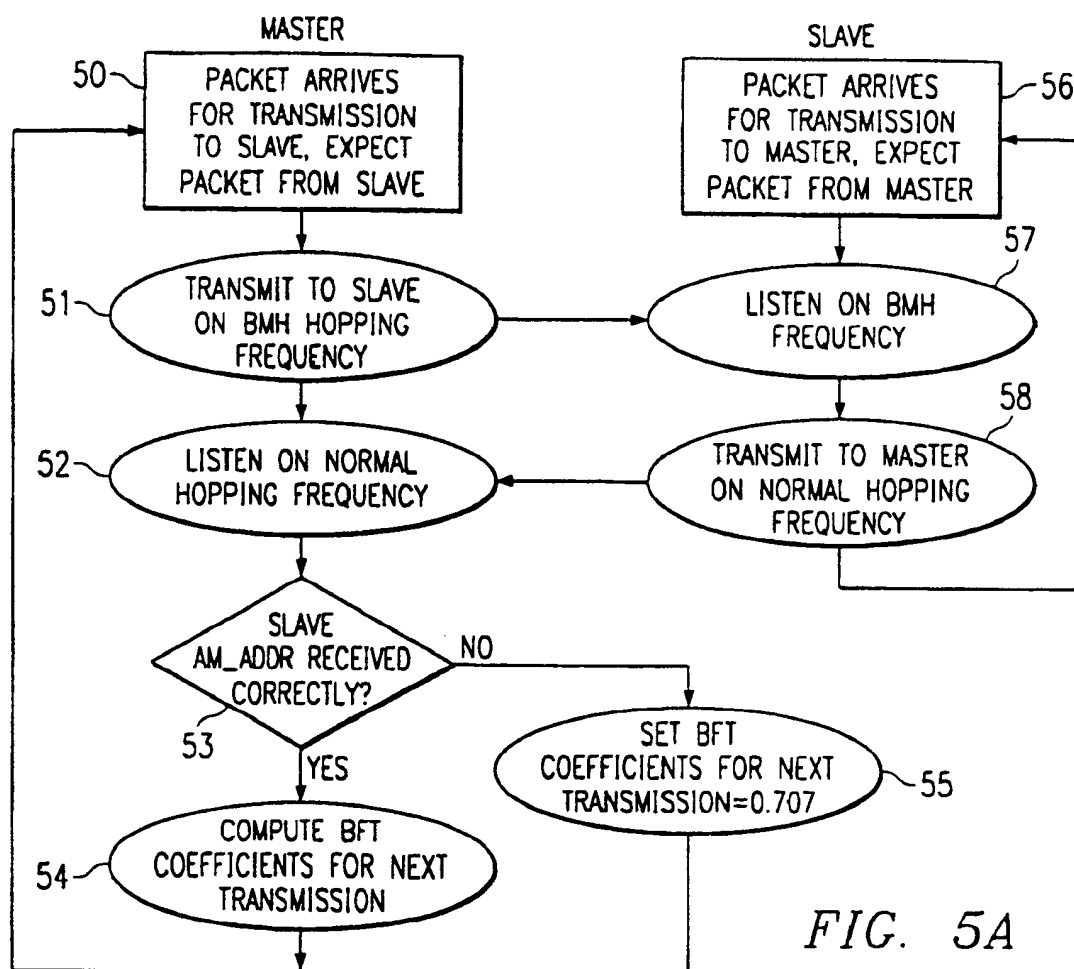 MASTER
50
PACKET ARRIVES
FOR TRANSMISSION
TO SLAVE, EXPECT
PACKET FROM SLAVE
51
TRANSMIT TO SLAVE
ON BMH HOPPING
FREQUENCY
52
LISTEN ON NORMAL
HOPPING FREQUENCY
SLAVE
AM_ADDR RECEIVED
CORRECTLY?
53
NO
YES
54
COMPUTE BFT
COEFFICIENTS FOR NEXT
TRANSMISSION
SET BFT
COEFFICIENTS FOR NEXT
TRANSMISSION=0.707
55
SLAVE
PACKET ARRIVES
FOR TRANSMISSION
TO MASTER, EXPECT
PACKET FROM MASTER
56
57
LISTEN ON BMH
FREQUENCY
58
TRANSMIT TO MASTER
ON NORMAL HOPPING
FREQUENCY
FIG. 5A